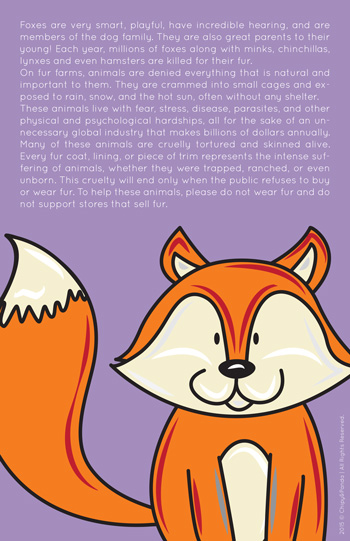 Foxes are very smart, playful, have incredible hearing, and are
members of the dog family. They are also great parents to their
young! Each year, millions of foxes along with minks, chinchillas,
lynxes and even hamsters are killed for their fur.
On fur farms, animals are denied everything that is natural and
important to them. They are crammed into small cages and ex-
posed to rain, snow, and the hot sun, often without any shelter.
These animals live with fear, stress, disease, parasites, and other
physical and psychological hardships, all for the sake of an un-
necessary global industry that makes billions of dollars annually.
Many of these animals are cruelly tortured and skinned alive.
Every fur coat, lining, or piece of trim represents the intense suf-
fering of animals, whether they were trapped, ranched, or even
unborn. This cruelty will end only when the public refuses to buy
or wear fur. To help these animals, please do not wear fur and do
not support stores that sell fur.
2015 © Chay&Panda | All Rights Reserved.